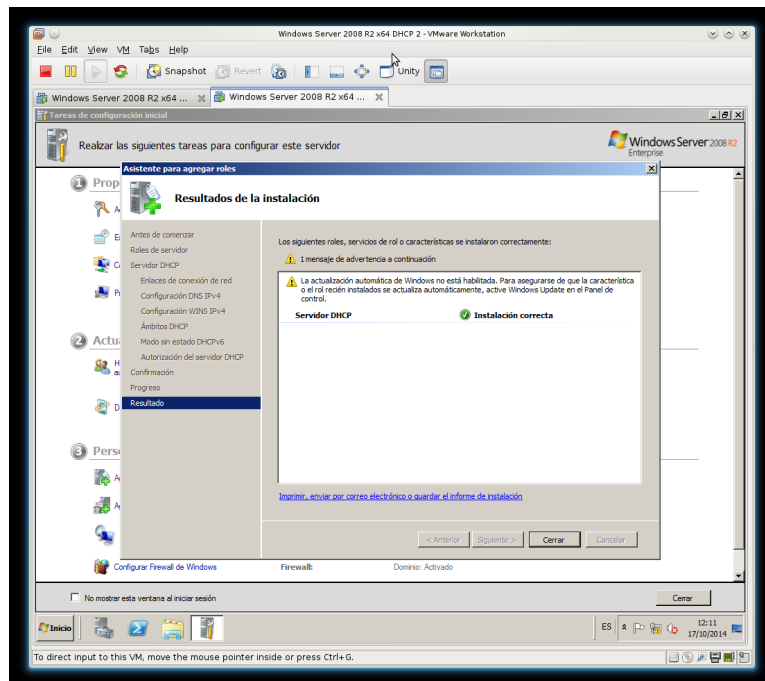 Windows Server 2008 R2 x64 DHCP 2 - VMware Workstation
File Edit View VM Tabs Help
Snapshot Revert Unity
Windows Server 2008 R2 x64 ... Windows Server 2008 R2 x64 ...
Tareas de configuración inicial
Realizar las siguientes tareas para configurar este servidor
Windows Server 2008 R2
Enterprise
Asistente para agregar roles
Resultados de la instalación
1 Prop
2 Actu
3 Perso
Antes de comenzar
Roles de servidor
Servidor DHCP
Enlaces de conexión de red
Configuración DNS IPv4
Configuración WINS IPv4
Ámbitos DHCP
Modo sin estado DHCPv6
Autorización del servidor DHCP
Confirmación
Progreso
Resultado
Los siguientes roles, servicios de rol o características se instalaron correctamente:
1 mensaje de advertencia a continuación
La actualización automática de Windows no está habilitada. Para asegurarse de que la característica
o el rol recién instalados se actualiza automáticamente, active Windows Update en el Panel de
control.
Servidor DHCP Instalación correcta
Imprimir, enviar por correo electrónico o guardar el informe de instalación
< Anterior Siguiente > Cerrar Cancelar
Configurar Firewall de Windows Firewall: Dominio: Activado
No mostrar esta ventana al iniciar sesión Cerrar
Inicio ES 12:11
17/10/2014
To direct input to this VM, move the mouse pointer inside or press Ctrl+G.